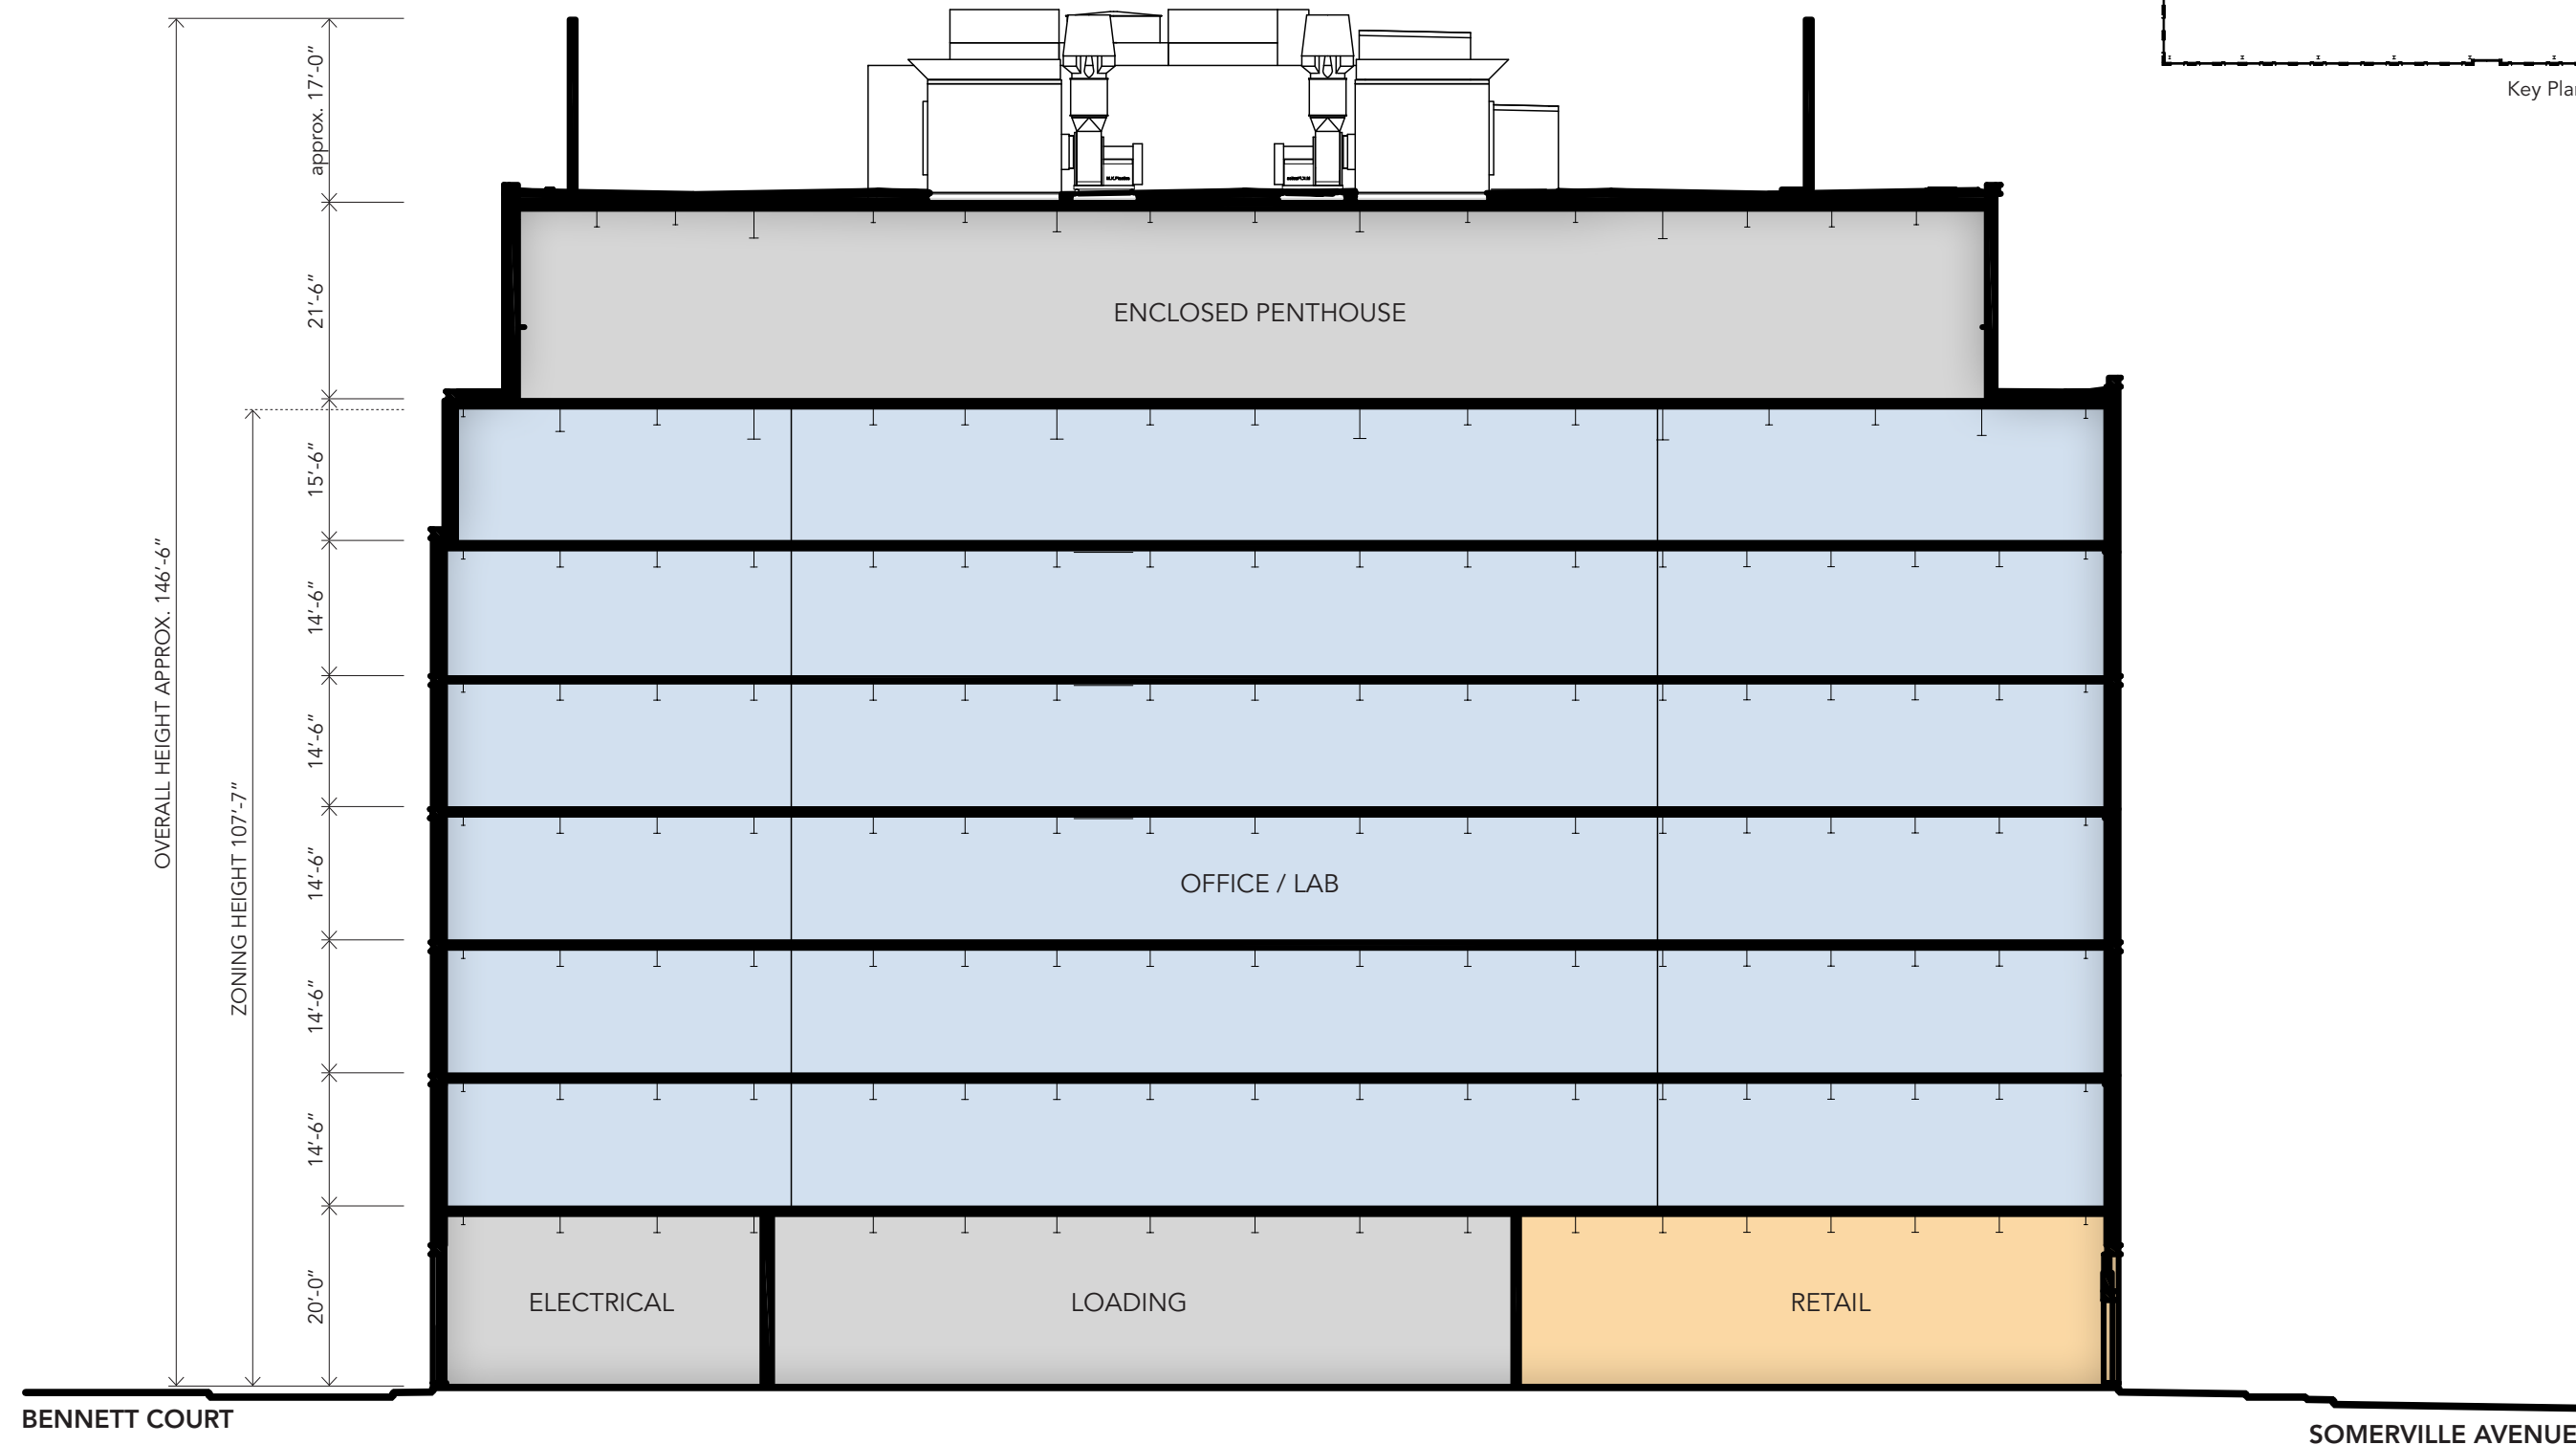 Key Pla
approx. 17'-0"
21'-6"
ENCLOSED PENTHOUSE
15'-6"
14'-6"
14'-6"
14'-6"
14'-6"
14'-6"
20'-0"
OVERALL HEIGHT APPROX. 146'-6"
ZONING HEIGHT 107'-7"
OFFICE / LAB
ELECTRICAL
LOADING
RETAIL
BENNETT COURT
SOMERVILLE AVENUE